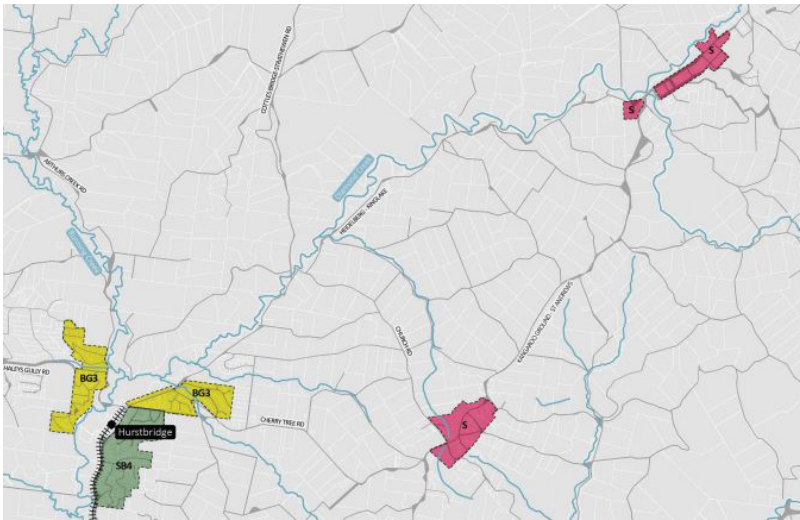 COTTLES BRIDGE STRATHEWEN RD
S
S
ARTHURS CREEK RD
HEIDELBERG - KINGLAKE
KANGAROO GROUND - ST ANDREWS
CHURCH RD
HALEYS GULLY RD
BG3
BG3
CHERRY TREE RD
S
Hurstbridge
SB4